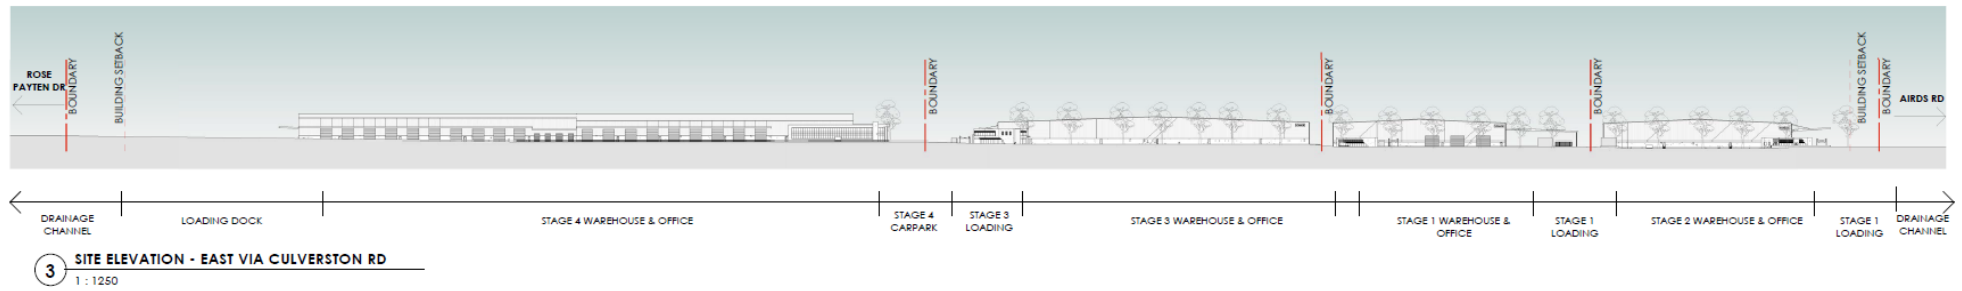 ROSE
PAYTEN DR
BOUNDARY
BUILDING SETBACK
BOUNDARY
BOUNDARY
BOUNDARY
BUILDING SETBACK
BOUNDARY
AIRDS RD
DRAINAGE
CHANNEL
LOADING DOCK
STAGE 4 WAREHOUSE & OFFICE
STAGE 4
CARPARK
STAGE 3
LOADING
STAGE 3 WAREHOUSE & OFFICE
STAGE 1 WAREHOUSE &
OFFICE
STAGE 1
LOADING
STAGE 2 WAREHOUSE & OFFICE
STAGE 1
LOADING
DRAINAGE
CHANNEL
3
SITE ELEVATION - EAST VIA CULVERSTON RD
1 : 1250